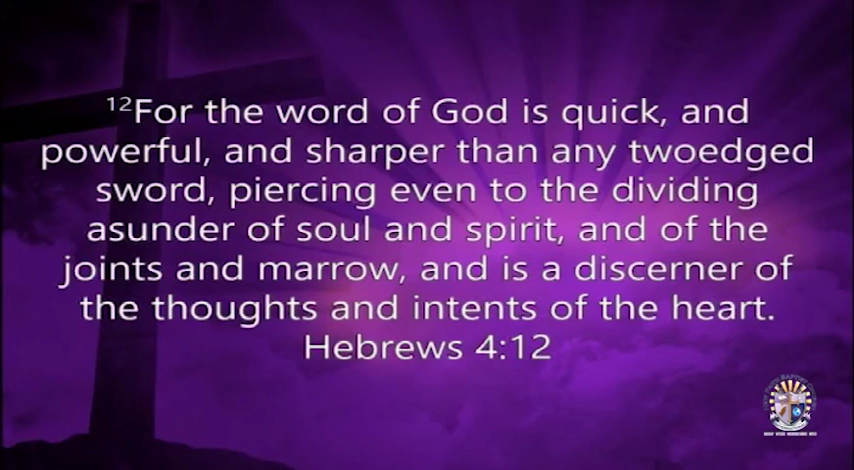 ¹²For the word of God is quick, and
powerful, and sharper than any twoedged
sword, piercing even to the dividing
asunder of soul and spirit, and of the
joints and marrow, and is a discerner of
the thoughts and intents of the heart.
Hebrews 4:12